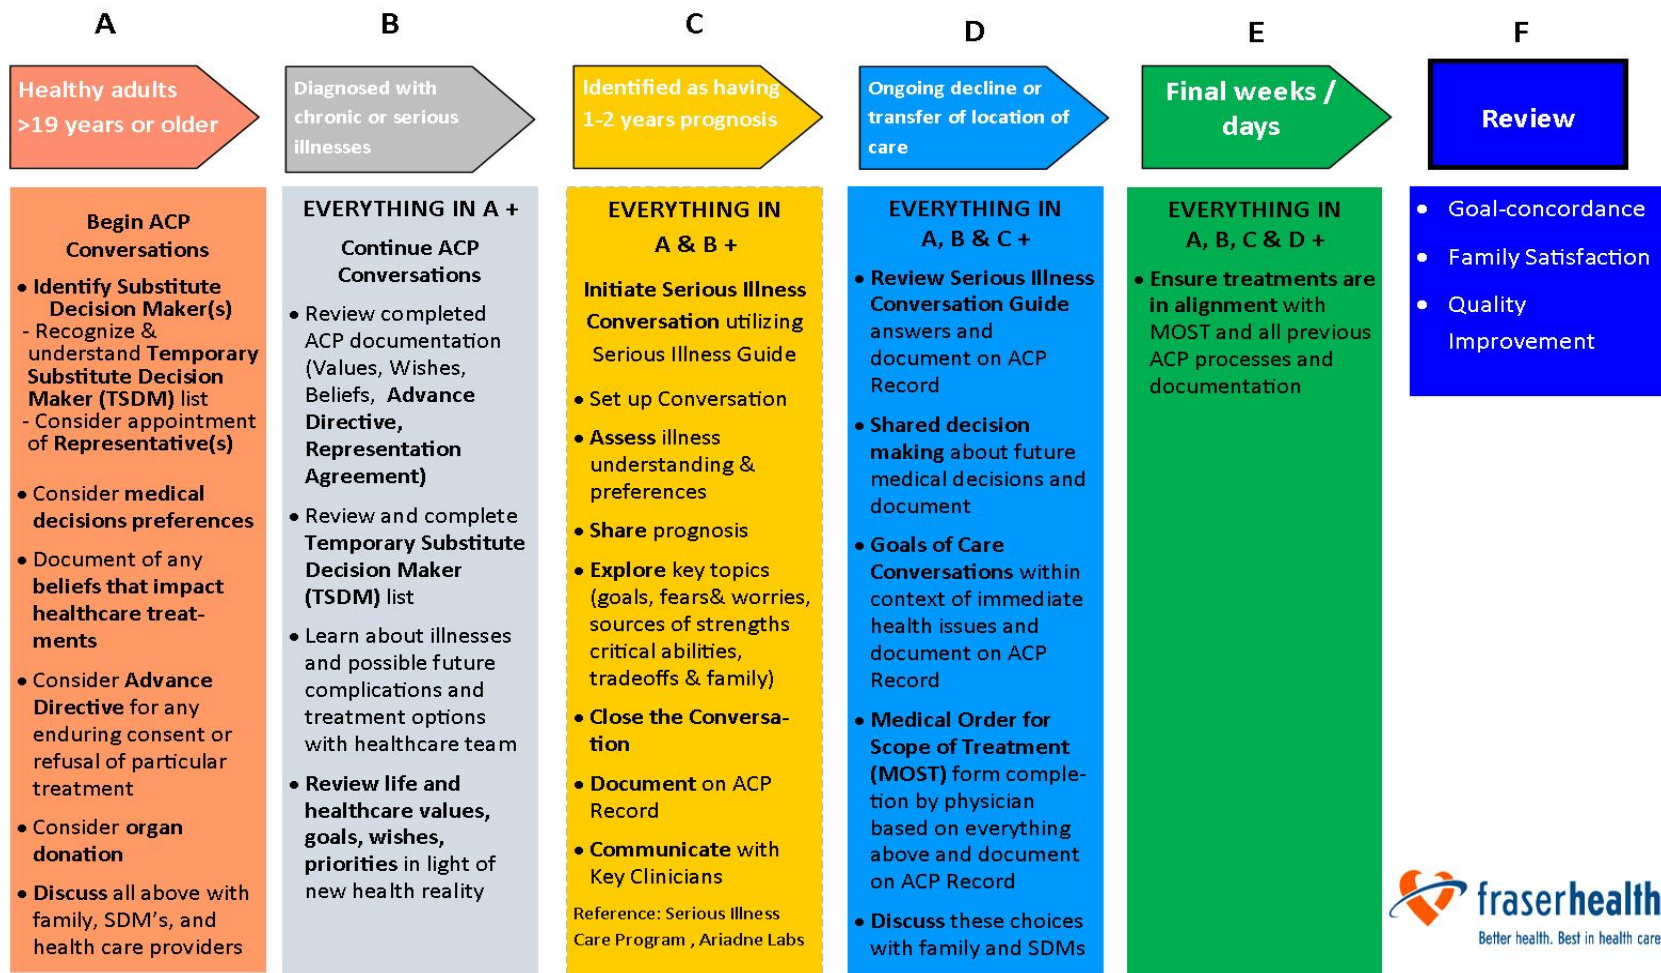 A
Healthy adults
>19 years or older
Begin ACP
Conversations
• Identify Substitute
Decision Maker(s)
- Recognize &
understand Temporary
Substitute Decision
Maker (TSDM) list
- Consider appointment
of Representative(s)
• Consider medical
decisions preferences
• Document of any
beliefs that impact
healthcare treat-
ments
• Consider Advance
Directive for any
enduring consent or
refusal of particular
treatment
• Consider organ
donation
• Discuss all above with
family, SDM's, and
health care providers
B
Diagnosed with
chronic or serious
illnesses
EVERYTHING IN A +
Continue ACP
Conversations
• Review completed
ACP documentation
(Values, Wishes,
Beliefs, Advance
Directive,
Representation
Agreement)
• Review and complete
Temporary Substitute
Decision Maker
(TSDM) list
• Learn about illnesses
and possible future
complications and
treatment options
with healthcare team
• Review life and
healthcare values,
goals, wishes,
priorities in light of
new health reality
C
Identified as having
1-2 years prognosis
EVERYTHING IN
A & B +
Initiate Serious Illness
Conversation utilizing
Serious Illness Guide
• Set up Conversation
• Assess illness
understanding &
preferences
• Share prognosis
• Explore key topics
(goals, fears& worries,
sources of strengths
critical abilities,
tradeoffs & family)
• Close the Conversa-
tion
• Document on ACP
Record
• Communicate with
Key Clinicians
Reference: Serious Illness
Care Program , Ariadne Labs
D
Ongoing decline or
transfer of location of
care
EVERYTHING IN
A, B & C +
• Review Serious Illness
Conversation Guide
answers and
document on ACP
Record
• Shared decision
making about future
medical decisions and
document
• Goals of Care
Conversations within
context of immediate
health issues and
document on ACP
Record
• Medical Order for
Scope of Treatment
(MOST) form comple-
tion by physician
based on everything
above and document
on ACP Record
• Discuss these choices
with family and SDMs
E
Final weeks /
days
EVERYTHING IN
A, B, C & D +
• Ensure treatments are
in alignment with
MOST and all previous
ACP processes and
documentation
F
Review
• Goal-concordance
• Family Satisfaction
• Quality
Improvement
fraserhealth
Better health. Best in health care